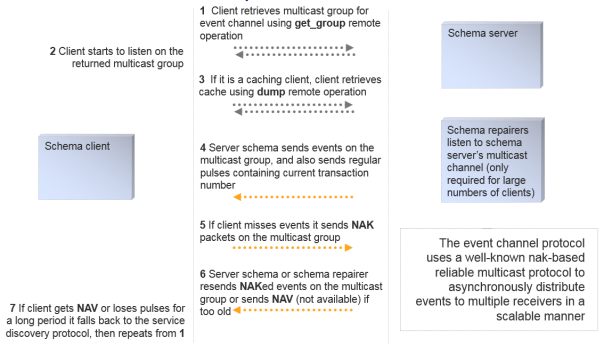 1 Client retrieves multicast group for
event channel using get_group remote
operation
Schema server
2 Client starts to listen on the
returned multicast group
3 If it is a caching client, client retrieves
cache using dump remote operation
Schema client
4 Server schema sends events on the
multicast group, and also sends regular
pulses containing current transaction
number
Schema repairers
listen to schema
server's multicast
channel (only
required for large
numbers of clients)
5 If client misses events it sends NAK
packets on the multicast group
6 Server schema or schema repairer
resends NAKed events on the multicast
group or sends NAV (not available) if
too old
The event channel protocol
uses a well-known nak-based
reliable multicast protocol to
asynchronously distribute
events to multiple receivers in a
scalable manner
7 If client gets NAV or loses pulses for
a long period it falls back to the service
discovery protocol, then repeats from 1